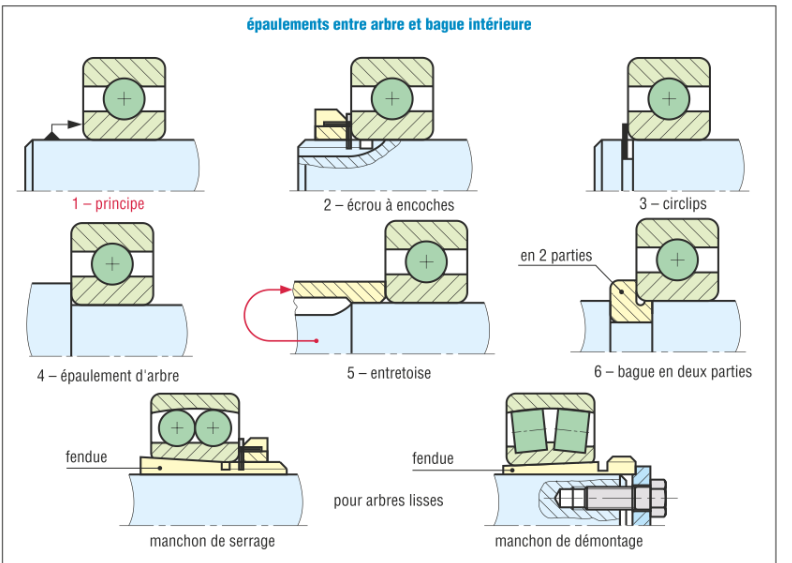 épaulements entre arbre et bague intérieure
1 – principe
2 – écrou à encoches
3 – circlips
en 2 parties
4 – épaulement d'arbre
5 – entretoise
6 – bague en deux parties
fendue
fendue
pour arbres lisses
manchon de serrage
manchon de démontage